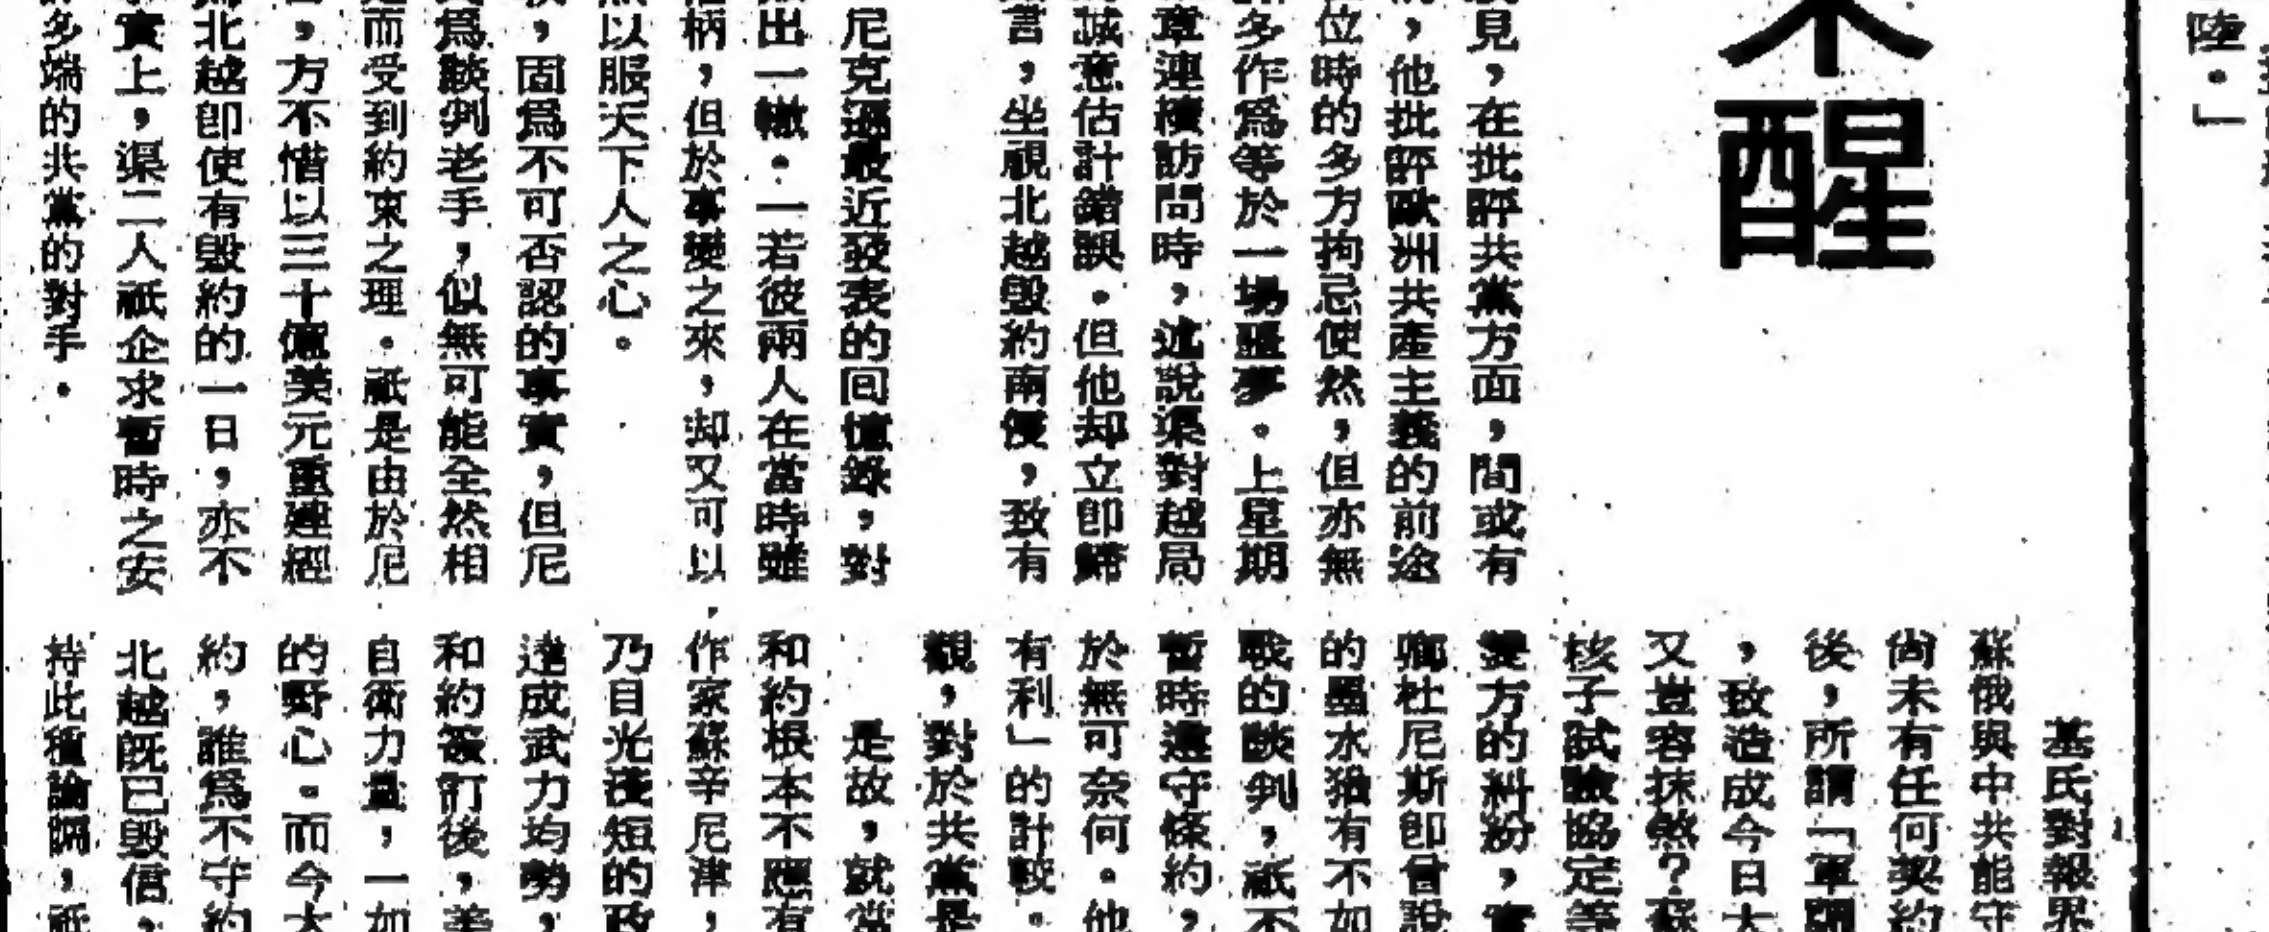 陸。」
醒
見，在批評共黨方面，間或有
，他批評歐洲共產主義的前途
位時的多方拘忌使然，但亦無
多作爲等於一場噩夢。上星期
章連續訪問時，述說渠對越局
誠意估計錯誤。但他却立卽歸
言，坐視北越毀約南侵，致有
尼克遜最近發表的回憶錄，對
出一轍。一若彼兩人在當時雖
柄，但於事變之來，却又可以
以服天下人之心。
，固爲不可否認的事實，但尼
爲談判老手，似無可能全然相
而受到約束之理。祇是由於尼
，方不惜以三十億美元重建經
北越卽使有毀約的一日，亦不
實上，渠二人祇企求暫時之安
多端的共黨的對手。
基氏對報界
蘇俄與中共能守
尙未有任何契約
後，所謂「軍
，致造成今日大
又豈容抹煞？蘇
核子試驗協定等
雙方的糾紛，實
鄉杜尼斯卽曾說
的墨水猶有不如
戰的談判，祇不
暫時遵守條約，
於無可奈何。他
有利」的計較。
觀，對於共黨是
是故，就當
和約根本不應有
作家蘇辛尼津，
乃目光淺短的政
達成武力均勢，
和約簽訂後，美
自衞力量，一如
的野心。而今大
約，誰爲不守約
北越旣已毀信，
持此種論調，祇